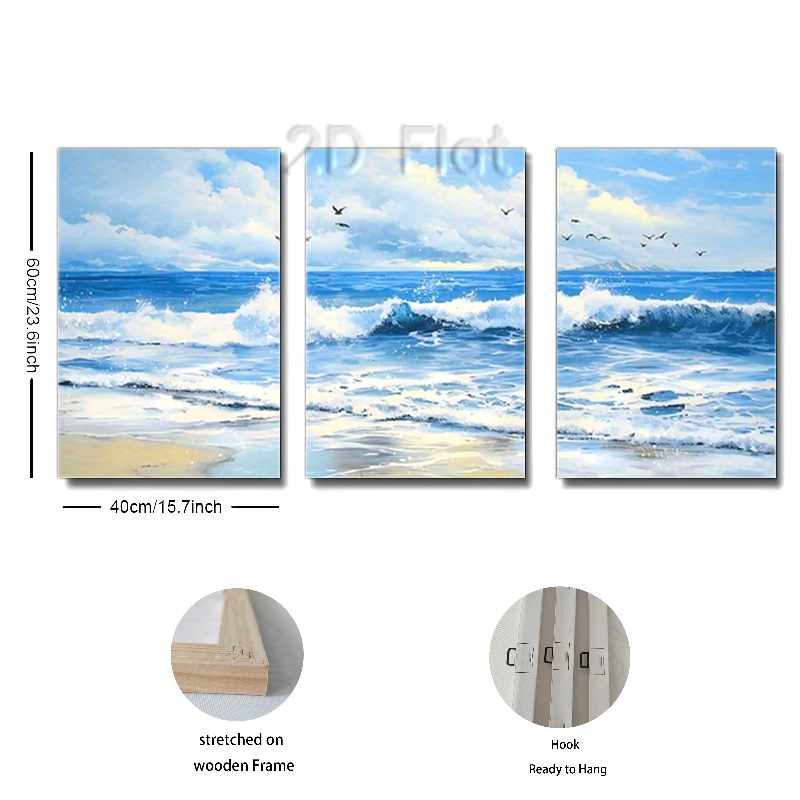 2D Flat
60cm/23.6inch
40cm/15.7inch
stretched on
wooden Frame
Hook
Ready to Hang